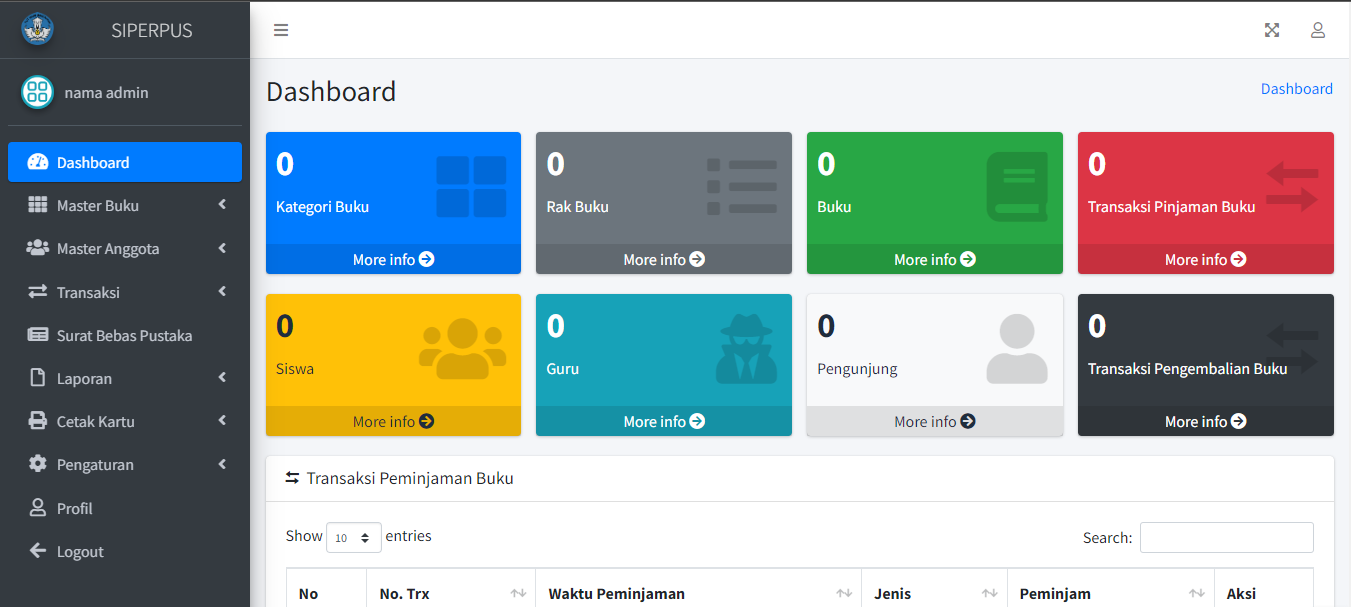 SIPERPUS
nama admin
Dashboard
Master Buku
Master Anggota
Transaksi
Surat Bebas Pustaka
Laporan
Cetak Kartu
Pengaturan
Profil
Logout
Dashboard
Dashboard
0
Kategori Buku
More info
0
Rak Buku
More info
0
Buku
More info
0
Transaksi Pinjaman Buku
More info
0
Siswa
More info
0
Guru
More info
0
Pengunjung
More info
0
Transaksi Pengembalian Buku
More info
Transaksi Peminjaman Buku
Show 10 entries
Search:
No No. Trx Waktu Peminjaman Jenis Peminjam Aksi